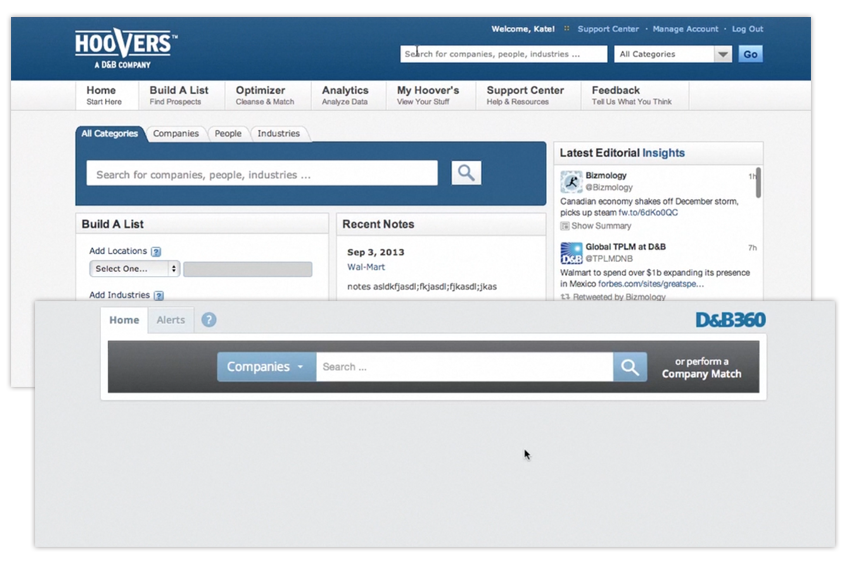 Welcome, Kate! Support Center · Manage Account · Log Out
HOOVERS™
A D&B COMPANY
Search for companies, people, industries ... All Categories Go
Home Build A List Optimizer Analytics My Hoover's Support Center Feedback
Start Here Find Prospects Cleanse & Match Analyze Data View Your Stuff Help & Resources Tell Us What You Think
All Categories Companies People Industries
Search for companies, people, industries ...
Latest Editorial Insights
Bizmology 1h
@Bizmology
Canadian economy shakes off December storm,
picks up steam fw.to/6dKo0QC
Show Summary
Global TPLM at D&B 7h
@TPLMDNB
Walmart to spend over $1b expanding its presence
in Mexico forbes.com/sites/greatspe...
Retweeted by Bizmology
Build A List
Add Locations ?
Select One...
Add Industries ?
Recent Notes
Sep 3, 2013
Wal-Mart
notes asldkfjasdl;fkjasdl;fjkasdl;jkas
Home Alerts ? D&B360
Companies Search ... or perform a
Company Match